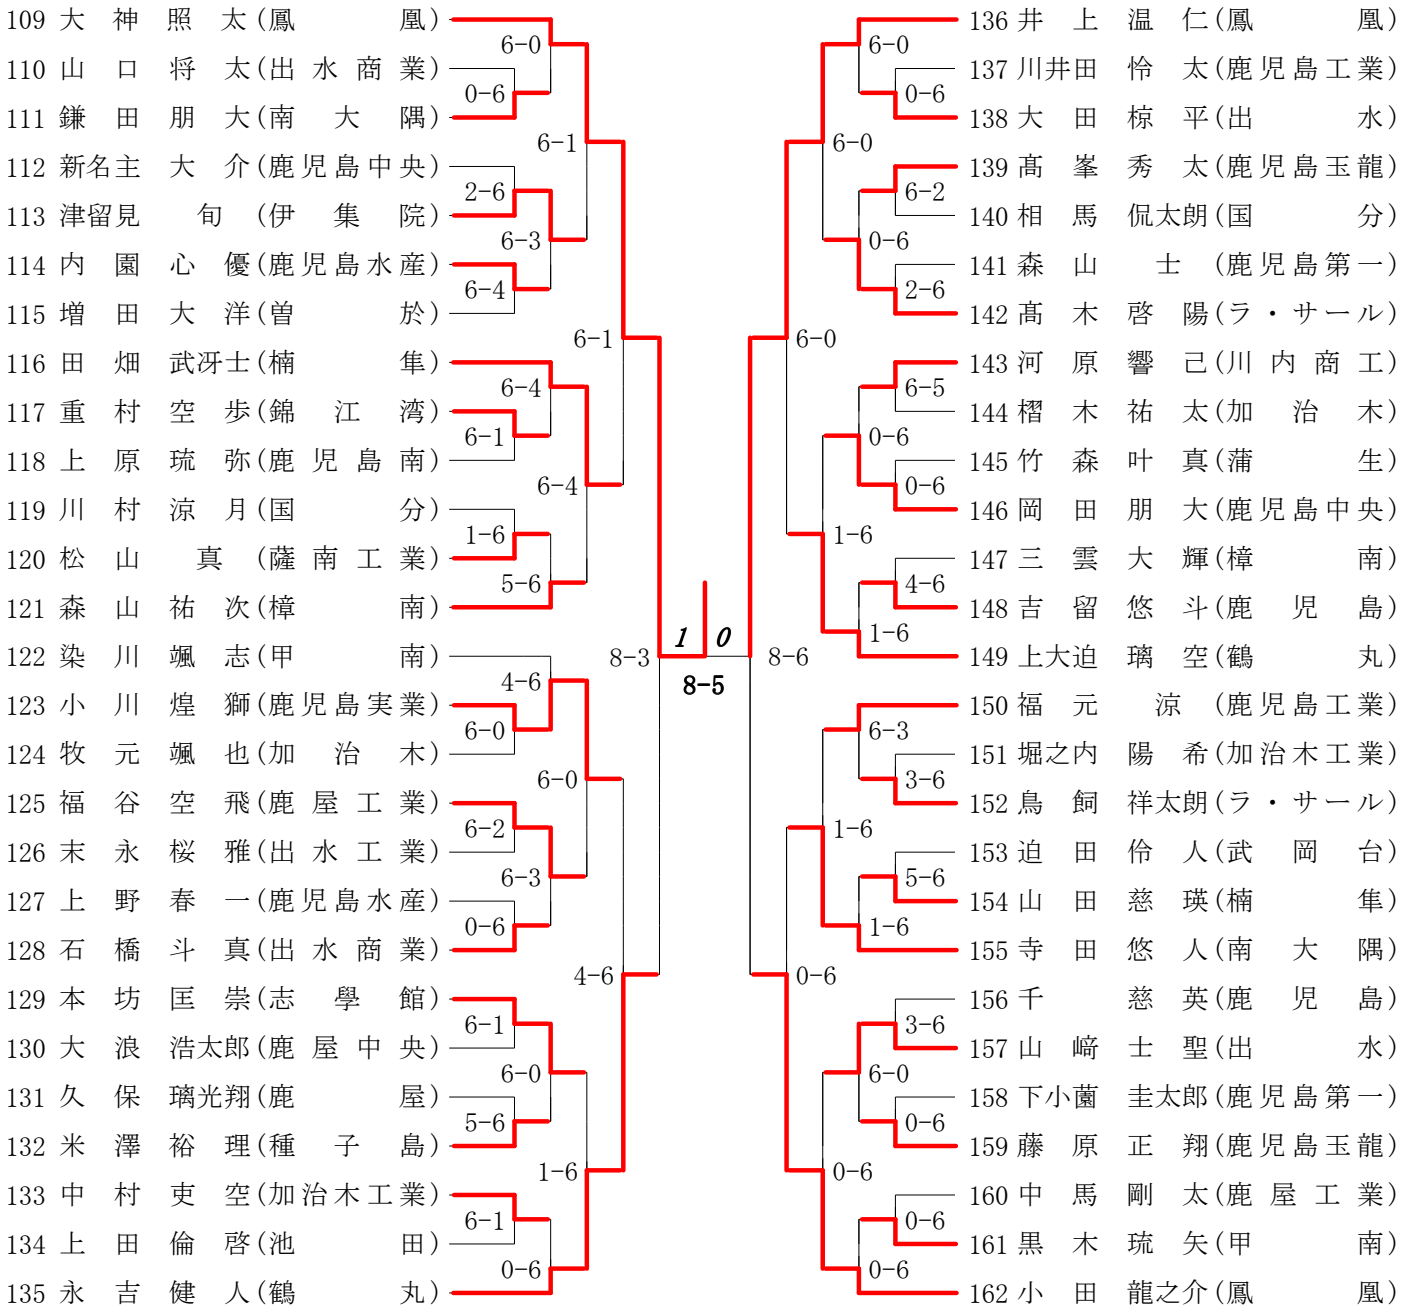 109 大神照太(鳳凰)
110 山口将太(出水商業)
111 鎌田朋大(南大隅)
112 新名主大介(鹿児島中央)
113 津留見旬(伊集院)
114 内園心優(鹿児島水産)
115 増田大洋(曽於)
116 田畑武冴士(楠隼)
117 重村空歩(錦江湾)
118 上原琉弥(鹿児島南)
119 川村涼月(国分)
120 松山真(薩南工業)
121 森山祐次(樟南)
122 染川颯志(甲南)
123 小川煌獅(鹿児島実業)
124 牧元颯也(加治木)
125 福谷空飛(鹿屋工業)
126 末永桜雅(出水工業)
127 上野春一(鹿児島水産)
128 石橋斗真(出水商業)
129 本坊匡崇(志學館)
130 大浪浩太郎(鹿屋中央)
131 久保璃光翔(鹿屋)
132 米澤裕理(種子島)
133 中村吏空(加治木工業)
134 上田倫啓(池田)
135 永吉健人(鶴丸)
6-0
0-6
6-1
2-6
6-3
6-4
6-1
6-4
6-1
6-4
1-6
5-6
8-3
4-6
6-0
6-0
6-2
6-3
0-6
4-6
6-1
6-0
5-6
1-6
6-1
0-6
1 0
8-5
136 井上温仁(鳳凰)
137 川井田怜太(鹿児島工業)
138 大田椋平(出水)
139 髙峯秀太(鹿児島玉龍)
140 相馬侃太朗(国分)
141 森山士(鹿児島第一)
142 髙木啓陽(ラ・サール)
143 河原響己(川内商工)
144 樿木祐太(加治木)
145 竹森叶真(蒲生)
146 岡田朋大(鹿児島中央)
147 三雲大輝(樟南)
148 吉留悠斗(鹿児島)
149 上大迫璃空(鶴丸)
150 福元涼(鹿児島工業)
151 堀之内陽希(加治木工業)
152 鳥飼祥太朗(ラ・サール)
153 迫田伶人(武岡台)
154 山田慈瑛(楠隼)
155 寺田悠人(南大隅)
156 千慈英(鹿児島)
157 山﨑士聖(出水)
158 下小薗圭太郎(鹿児島第一)
159 藤原正翔(鹿児島玉龍)
160 中馬剛太(鹿屋工業)
161 黒木琉矢(甲南)
162 小田龍之介(鳳凰)
6-0
0-6
6-0
6-2
0-6
2-6
6-0
6-5
0-6
0-6
1-6
4-6
1-6
8-6
6-3
3-6
1-6
5-6
1-6
0-6
3-6
6-0
0-6
0-6
0-6
0-6